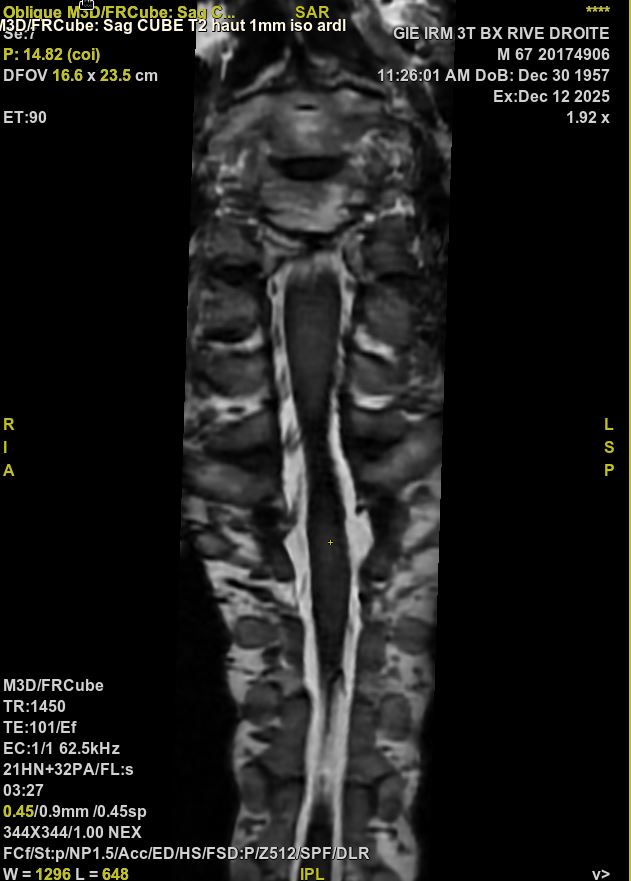 Oblique M3D/FRCube: Sag C...
SAR
****
M3D/FRCube: Sag CUBE T2 haut 1mm iso ardI
Se:7
GIE IRM 3T BX RIVE DROITE
P: 14.82 (coi)
M 67 20174906
DFOV 16.6 x 23.5 cm
11:26:01 AM DoB: Dec 30 1957
Ex:Dec 12 2025
ET:90
1.92 x
R
I
A
L
S
P
M3D/FRCube
TR:1450
TE:101/Ef
EC:1/1 62.5kHz
21HN+32PA/FL:s
03:27
0.45/0.9mm /0.45sp
344X344/1.00 NEX
FCf/St:p/NP1.5/Acc/ED/HS/FSD:P/Z512/SPF/DLR
W = 1296 L = 648
IPL
v>